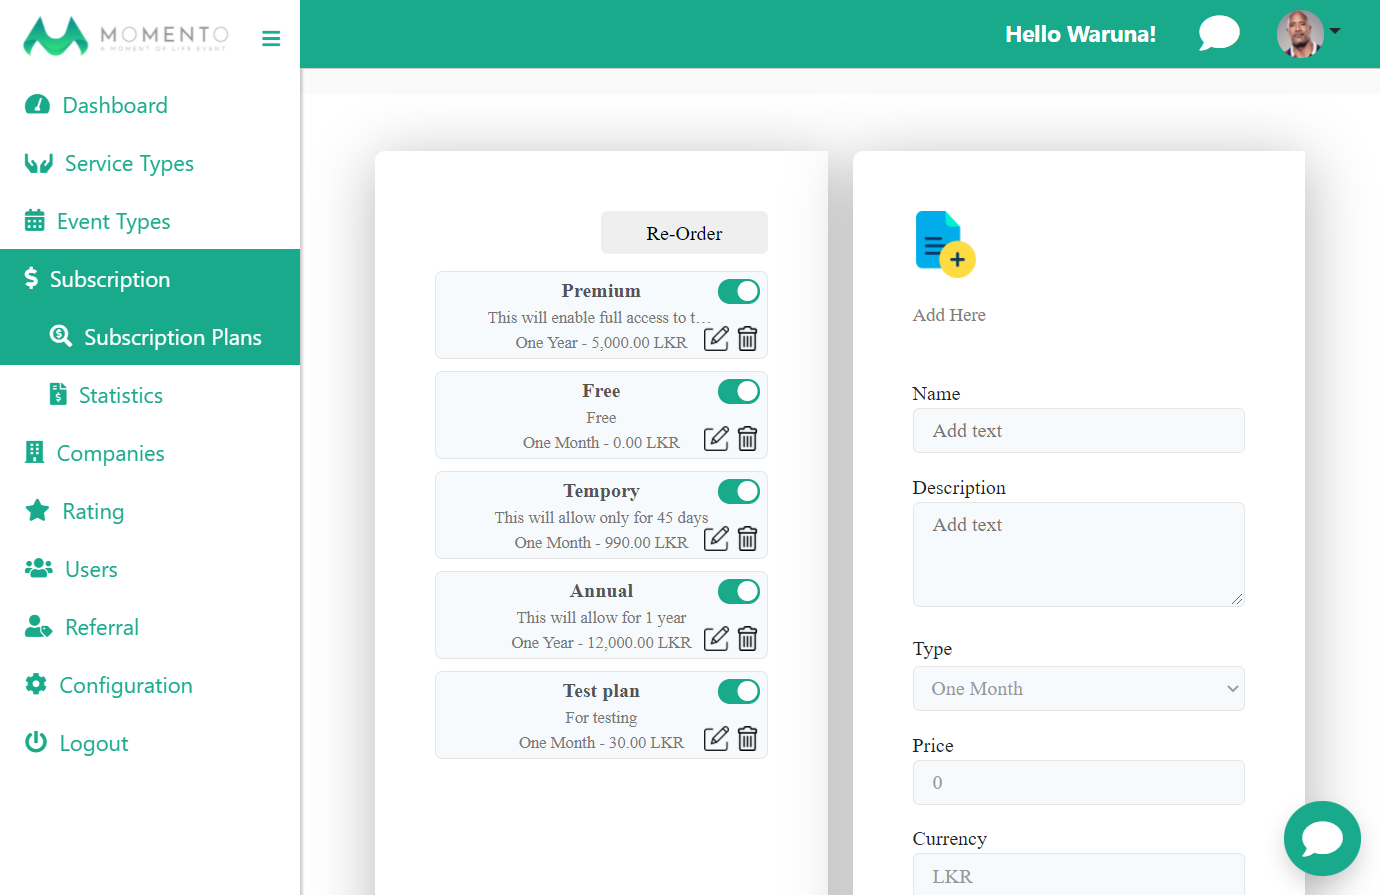 MOMENTO
A MOMENT OF LIFE EVENT
Hello Waruna!
Dashboard
Service Types
Event Types
Subscription
Subscription Plans
Statistics
Companies
Rating
Users
Referral
Configuration
Logout
Re-Order
Premium
This will enable full access to t...
One Year - 5,000.00 LKR
Free
Free
One Month - 0.00 LKR
Tempory
This will allow only for 45 days
One Month - 990.00 LKR
Annual
This will allow for 1 year
One Year - 12,000.00 LKR
Test plan
For testing
One Month - 30.00 LKR
Add Here
Name
Add text
Description
Add text
Type
One Month
Price
0
Currency
LKR